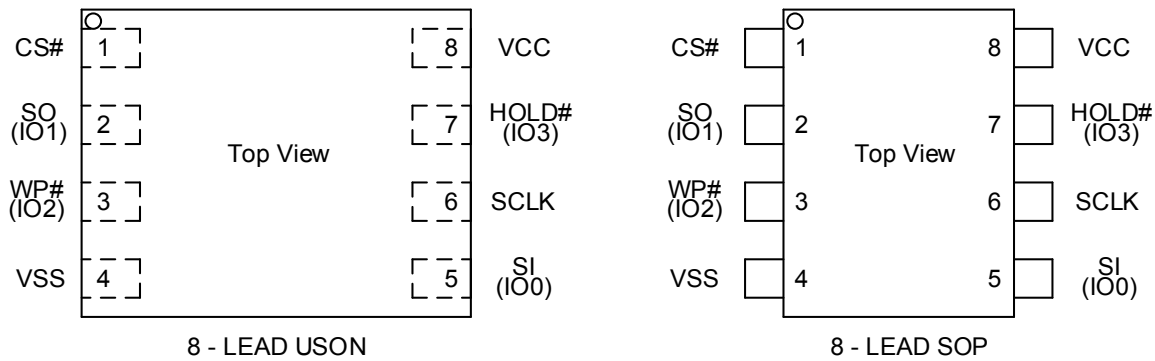 CS#
1
8
VCC
SO
(IO1)
2
7
HOLD#
(IO3)
Top View
WP#
(IO2)
3
6
SCLK
VSS
4
5
SI
(IO0)
8 - LEAD USON
CS#
1
8
VCC
SO
(IO1)
2
7
HOLD#
(IO3)
Top View
WP#
(IO2)
3
6
SCLK
VSS
4
5
SI
(IO0)
8 - LEAD SOP